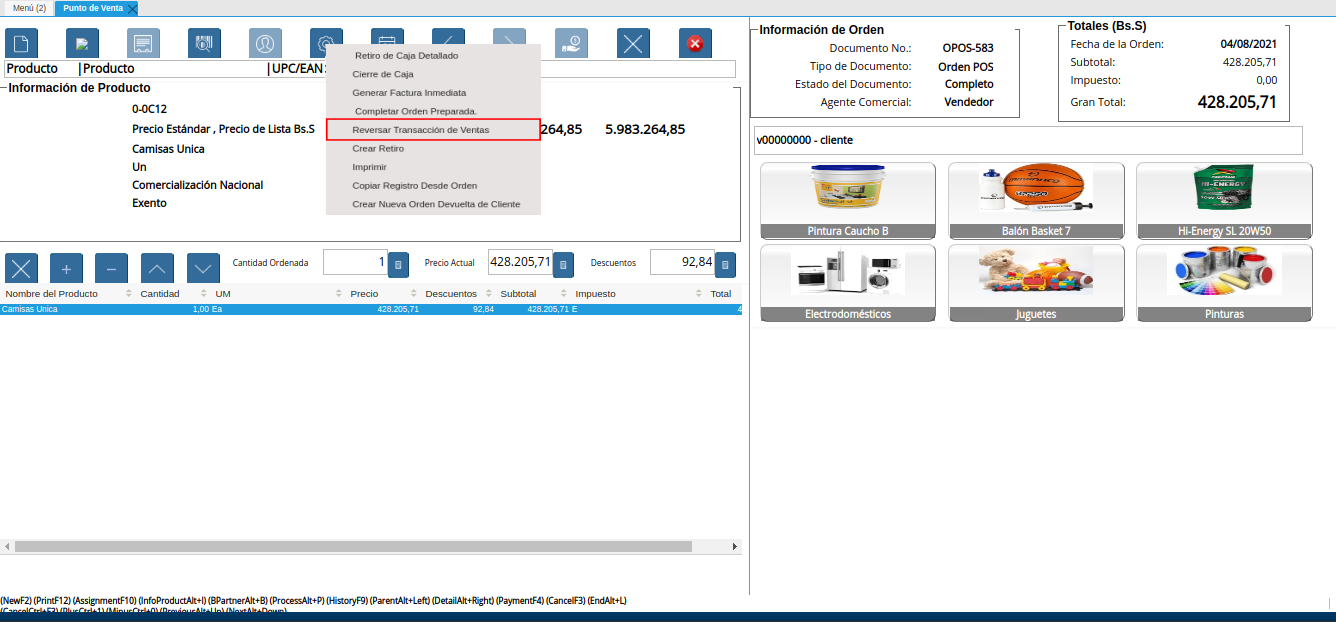 Menú (2)
Punto de Venta
Producto |Producto |UPC/EAN
Información de Producto
0-0C12
Precio Estándar , Precio de Lista Bs.S
264,85 5.983.264,85
Camisas Unica
Un
Comercialización Nacional
Exento
Retiro de Caja Detallado
Cierre de Caja
Generar Factura Inmediata
Completar Orden Preparada.
Reversar Transacción de Ventas
Crear Retiro
Imprimir
Copiar Registro Desde Orden
Crear Nueva Orden Devuelta de Cliente
Cantidad Ordenada 1 Precio Actual 428.205,71 Descuentos 92,84
Nombre del Producto Cantidad UM Precio Descuentos Subtotal Impuesto Total
Camisas Unica 1,00 Ea 428.205,71 92,84 428.205,71 E 4
(NewF2) (PrintF12) (AssignmentF10) (InfoProductAlt+I) (BPartnerAlt+B) (ProcessAlt+P) (HistoryF9) (ParentAlt+Left) (DetailAlt+Right) (PaymentF4) (CancelF3) (EndAlt+L)
(CancelCtrl+F3) (PlusCtrl+1) (MinusCtrl+0) (PreviousAlt+Up) (NextAlt+Down)
Información de Orden
Documento No.: OPOS-583
Tipo de Documento: Orden POS
Estado del Documento: Completo
Agente Comercial: Vendedor
Totales (Bs.S)
Fecha de la Orden: 04/08/2021
Subtotal: 428.205,71
Impuesto: 0,00
Gran Total: 428.205,71
v00000000 - cliente
Pintura Caucho B
Balón Basket 7
HI-ENERGY
Hi-Energy SL 20W50
Electrodomésticos
Juguetes
Pinturas